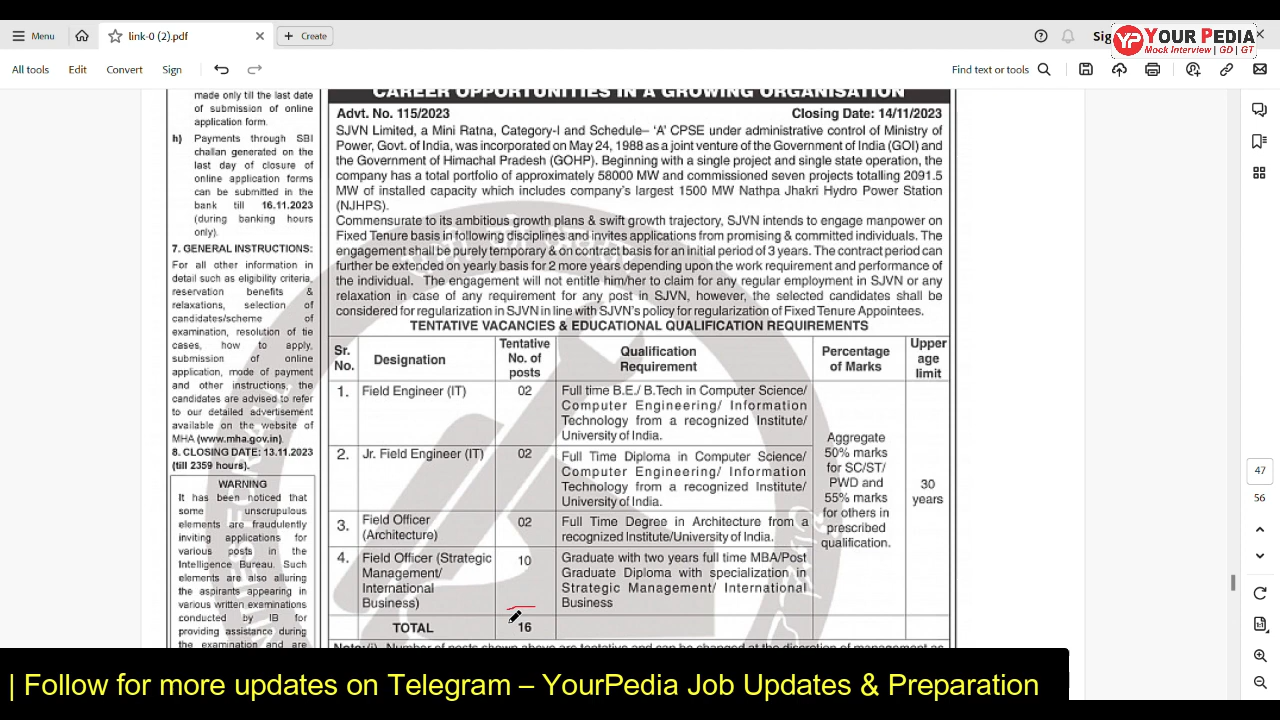 Menu
link-0 (2).pdf
Create
Sig
YP YOUR PEDIA
Mock Interview | GD | GT
All tools
Edit
Convert
Sign
Find text or tools
made only till the last date
of submission of online
application form.
h) Payments through SBI
challan generated on the
last day of closure of
online application forms
can be submitted in the
bank till 16.11.2023
(during banking hours
only).
7. GENERAL INSTRUCTIONS:
For all other information in
detail such as eligibility criteria,
reservation benefits &
relaxations, selection of
candidates/scheme of
examination, resolution of tie
cases, how to apply,
submission of online
application, mode of payment
and other instructions, the
candidates are advised to refer
to our detailed advertisement
available on the website of
MHA (www.mha.gov.in).
8. CLOSING DATE: 13.11.2023
(till 2359 hours).
WARNING
It has been noticed that
some unscrupulous
elements are fraudulently
inviting applications for
various posts in the
Intelligence Bureau. Such
elements are also alluring
the aspirants appearing in
various written examinations
conducted by IB for
providing assistance during
the examination and are
CAREER OPPORTUNITIES IN A GROWING ORGANISATION
Advt. No. 115/2023 Closing Date: 14/11/2023
SJVN Limited, a Mini Ratna, Category-I and Schedule– 'A' CPSE under administrative control of Ministry of
Power, Govt. of India, was incorporated on May 24, 1988 as a joint venture of the Government of India (GOI) and
the Government of Himachal Pradesh (GOHP). Beginning with a single project and single state operation, the
company has a total portfolio of approximately 58000 MW and commissioned seven projects totalling 2091.5
MW of installed capacity which includes company's largest 1500 MW Nathpa Jhakri Hydro Power Station
(NJHPS).
Commensurate to its ambitious growth plans & swift growth trajectory, SJVN intends to engage manpower on
Fixed Tenure basis in following disciplines and invites applications from promising & committed individuals. The
engagement shall be purely temporary & on contract basis for an initial period of 3 years. The contract period can
further be extended on yearly basis for 2 more years depending upon the work requirement and performance of
the individual. The engagement will not entitle him/her to claim for any regular employment in SJVN or any
relaxation in case of any requirement for any post in SJVN, however, the selected candidates shall be
considered for regularization in SJVN in line with SJVN's policy for regularization of Fixed Tenure Appointees.
TENTATIVE VACANCIES & EDUCATIONAL QUALIFICATION REQUIREMENTS
Sr. No. Designation Tentative No. of posts Qualification Requirement Percentage of Marks Upper age limit
1. Field Engineer (IT) 02 Full time B.E./ B.Tech in Computer Science/
Computer Engineering/ Information
Technology from a recognized Institute/
University of India.
2. Jr. Field Engineer (IT) 02 Full Time Diploma in Computer Science/
Computer Engineering/ Information
Technology from a recognized Institute/
University of India.
3. Field Officer (Architecture) 02 Full Time Degree in Architecture from a
recognized Institute/University of India.
4. Field Officer (Strategic Management/ International Business) 10 Graduate with two years full time MBA/Post
Graduate Diploma with specialization in
Strategic Management/ International
Business
Aggregate
50% marks
for SC/ST/
PWD and
55% marks
for others in
prescribed
qualification.
30
years
TOTAL 16
Note:(i) Number of posts shown above are tentative and can be changed at the discretion of management as
47
56
| Follow for more updates on Telegram – YourPedia Job Updates & Preparation